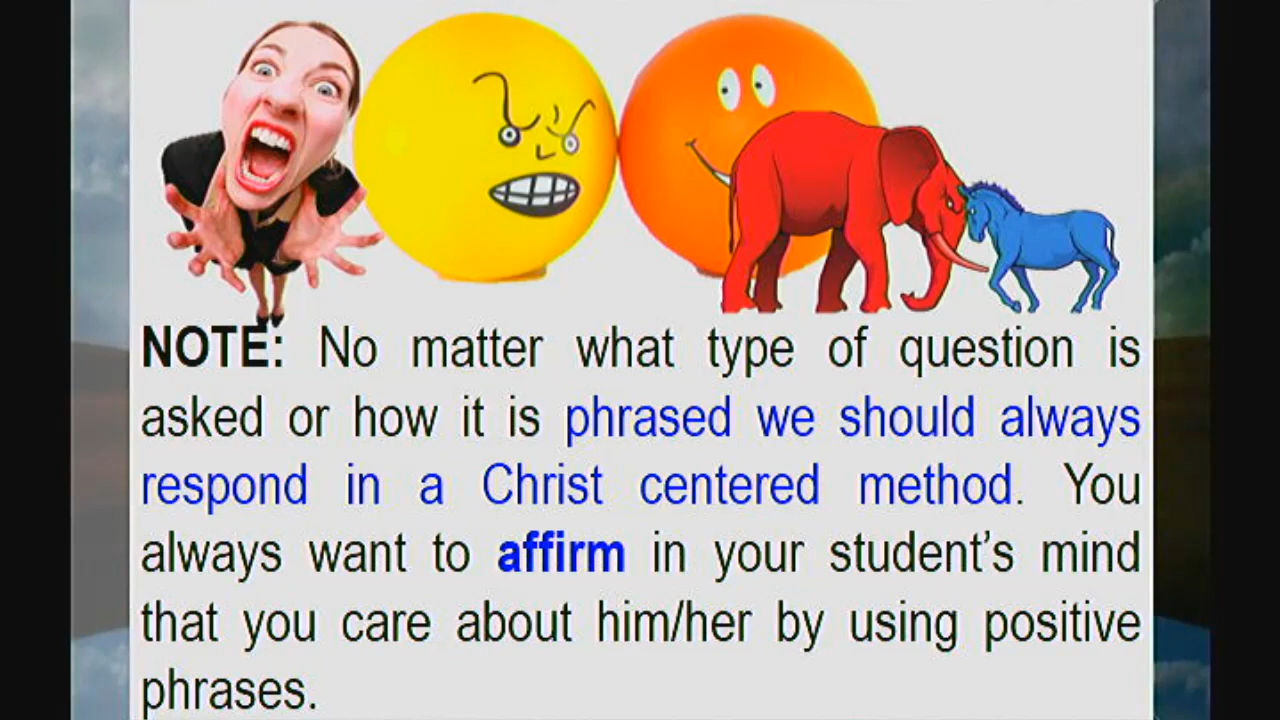 NOTE: No matter what type of question is
asked or how it is phrased we should always
respond in a Christ centered method. You
always want to affirm in your student’s mind
that you care about him/her by using positive
phrases.